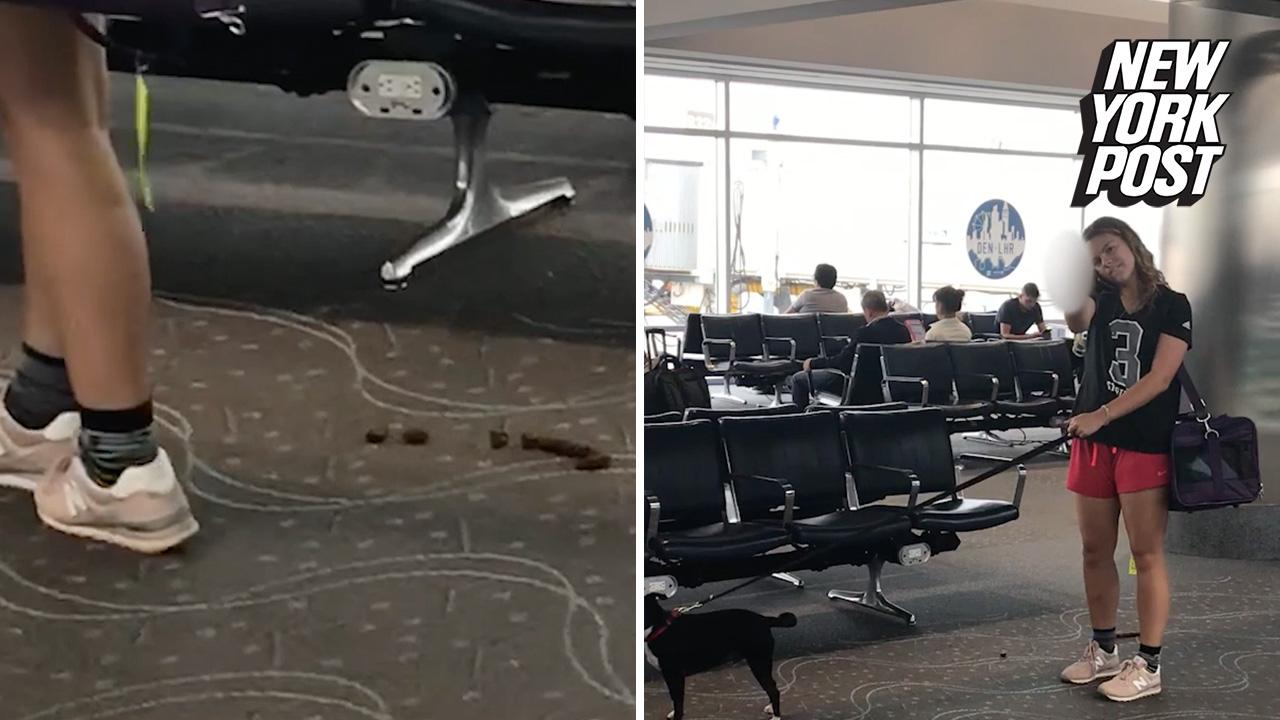 NEW
YORK
POST
DEN-LHR
3